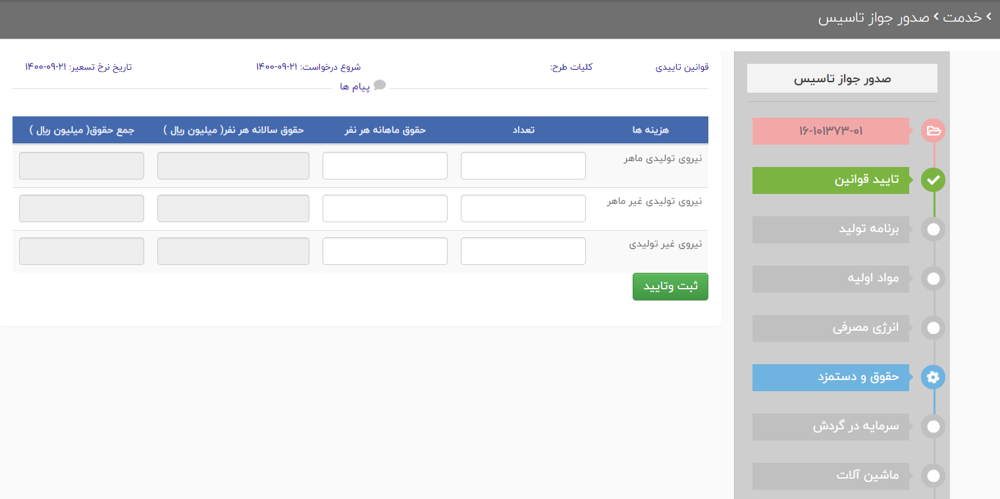 › خدمت › صدور جواز تاسیس
صدور جواز تاسیس
۱۶-۱۰۱۳۷۳-۰۱
تایید قوانین
برنامه تولید
مواد اولیه
انرژی مصرفی
حقوق و دستمزد
سرمایه در گردش
ماشین آلات
قوانین تاییدی کلیات طرح: شروع درخواست: ۱۴۰۰-۰۹-۲۱ تاریخ نرخ تسعیر: ۱۴۰۰-۰۹-۲۱
پیام ها
هزینه ها تعداد حقوق ماهانه هر نفر حقوق سالانه هر نفر( میلیون ریال ) جمع حقوق( میلیون ریال )
نیروی تولیدی ماهر
نیروی تولیدی غیر ماهر
نیروی غیر تولیدی
ثبت وتایید